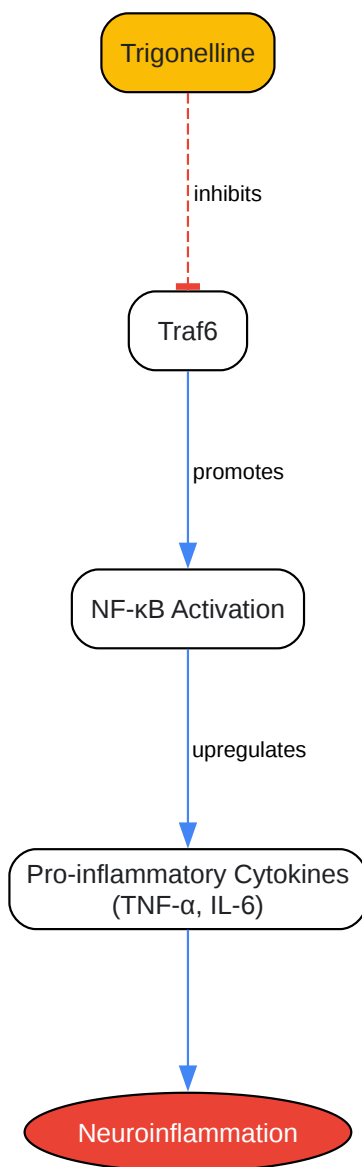 Trigonelline
inhibits
Traf6
promotes
NF-κB Activation
upregulates
Pro-inflammatory Cytokines
(TNF-α, IL-6)
Neuroinflammation